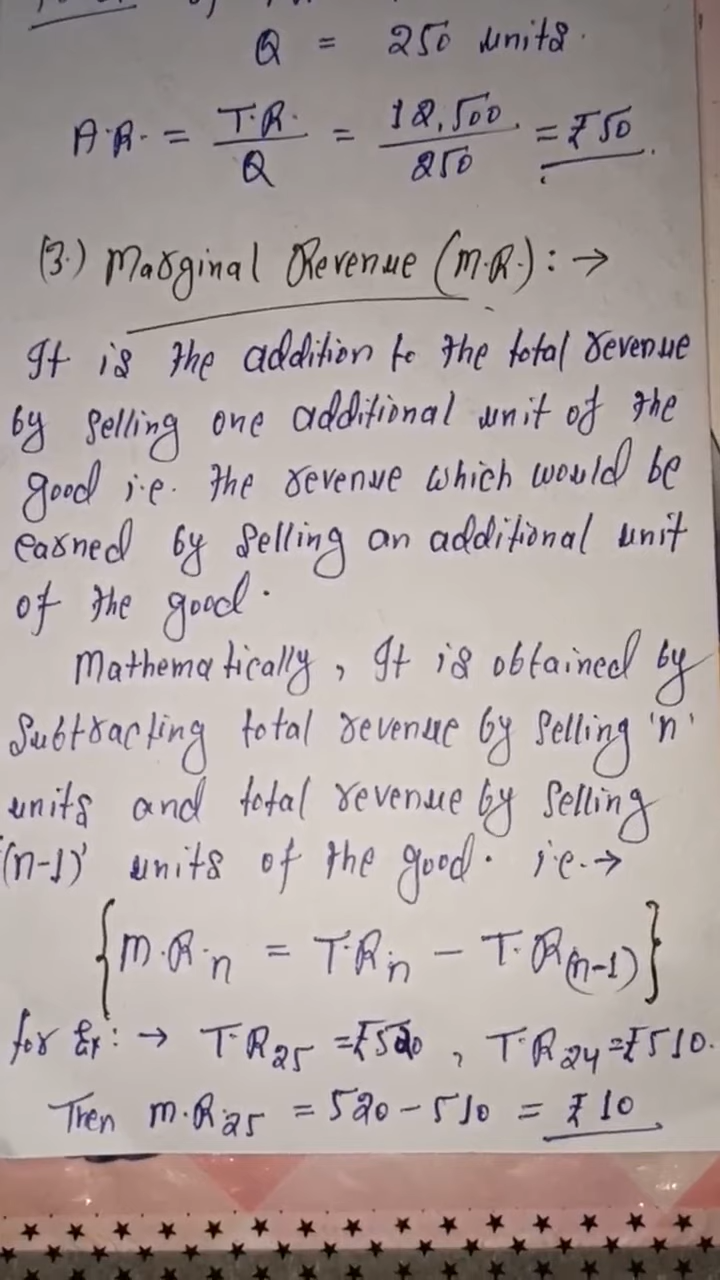 Q = 250 units.
A.R. = T.R. / Q = 12,500 / 250 = ₹50
(3.) Marginal Revenue (M.R.): →
It is the addition to the total revenue
by selling one additional unit of the
good i.e. the revenue which would be
earned by selling an additional unit
of the good.
Mathematically, It is obtained by
Subtracting total revenue by selling 'n'
units and total revenue by selling
'(n-1)' units of the good. i.e. →
{M.R.n = T.Rn - T.R(n-1)}
for Ex: → T.R25 = ₹520, T.R24 = ₹510.
Then M.R25 = 520 - 510 = ₹10